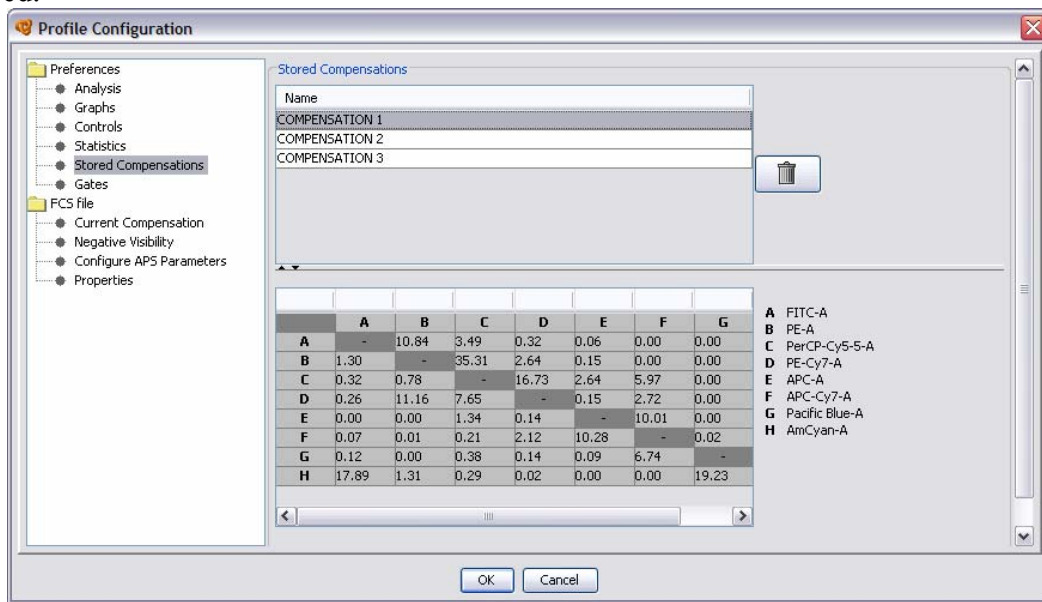 Profile Configuration
Preferences
Analysis
Graphs
Controls
Statistics
Stored Compensations
Gates
FCS file
Current Compensation
Negative Visibility
Configure APS Parameters
Properties
Stored Compensations
Name
COMPENSATION 1
COMPENSATION 2
COMPENSATION 3
A B C D E F G
A - 10.84 3.49 0.32 0.06 0.00 0.00
B 1.30 - 35.31 2.64 0.15 0.00 0.00
C 0.32 0.78 - 16.73 2.64 5.97 0.00
D 0.26 11.16 7.65 - 0.15 2.72 0.00
E 0.00 0.00 1.34 0.14 - 10.01 0.00
F 0.07 0.01 0.21 2.12 10.28 - 0.02
G 0.12 0.00 0.38 0.14 0.09 6.74 -
H 17.89 1.31 0.29 0.02 0.00 0.00 19.23
A FITC-A
B PE-A
C PerCP-Cy5-5-A
D PE-Cy7-A
E APC-A
F APC-Cy7-A
G Pacific Blue-A
H AmCyan-A
OK
Cancel